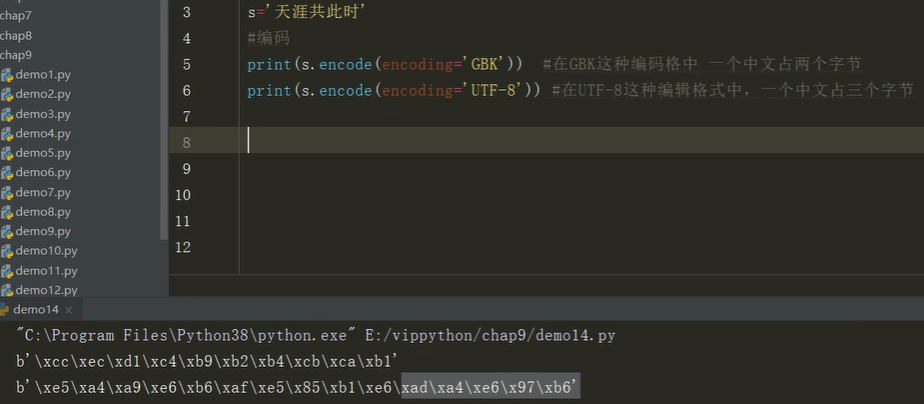 chap7
chap8
chap9
demo1.py
demo2.py
demo3.py
demo4.py
demo5.py
demo6.py
demo7.py
demo8.py
demo9.py
demo10.py
demo11.py
demo12.py
3 s='天涯共此时'
4 #编码
5 print(s.encode(encoding='GBK')) #在GBK这种编码格中 一个中文占两个字节
6 print(s.encode(encoding='UTF-8')) #在UTF-8这种编辑格式中，一个中文占三个字节
7
8
9
10
11
12
demo14 ×
"C:\Program Files\Python38\python.exe" E:/vippython/chap9/demo14.py
b'\xcc\xec\xd1\xc4\xb9\xb2\xb4\xcb\xca\xb1'
b'\xe5\xa4\xa9\xe6\xb6\xaf\xe5\x85\xb1\xe6\xad\xa4\xe6\x97\xb6'